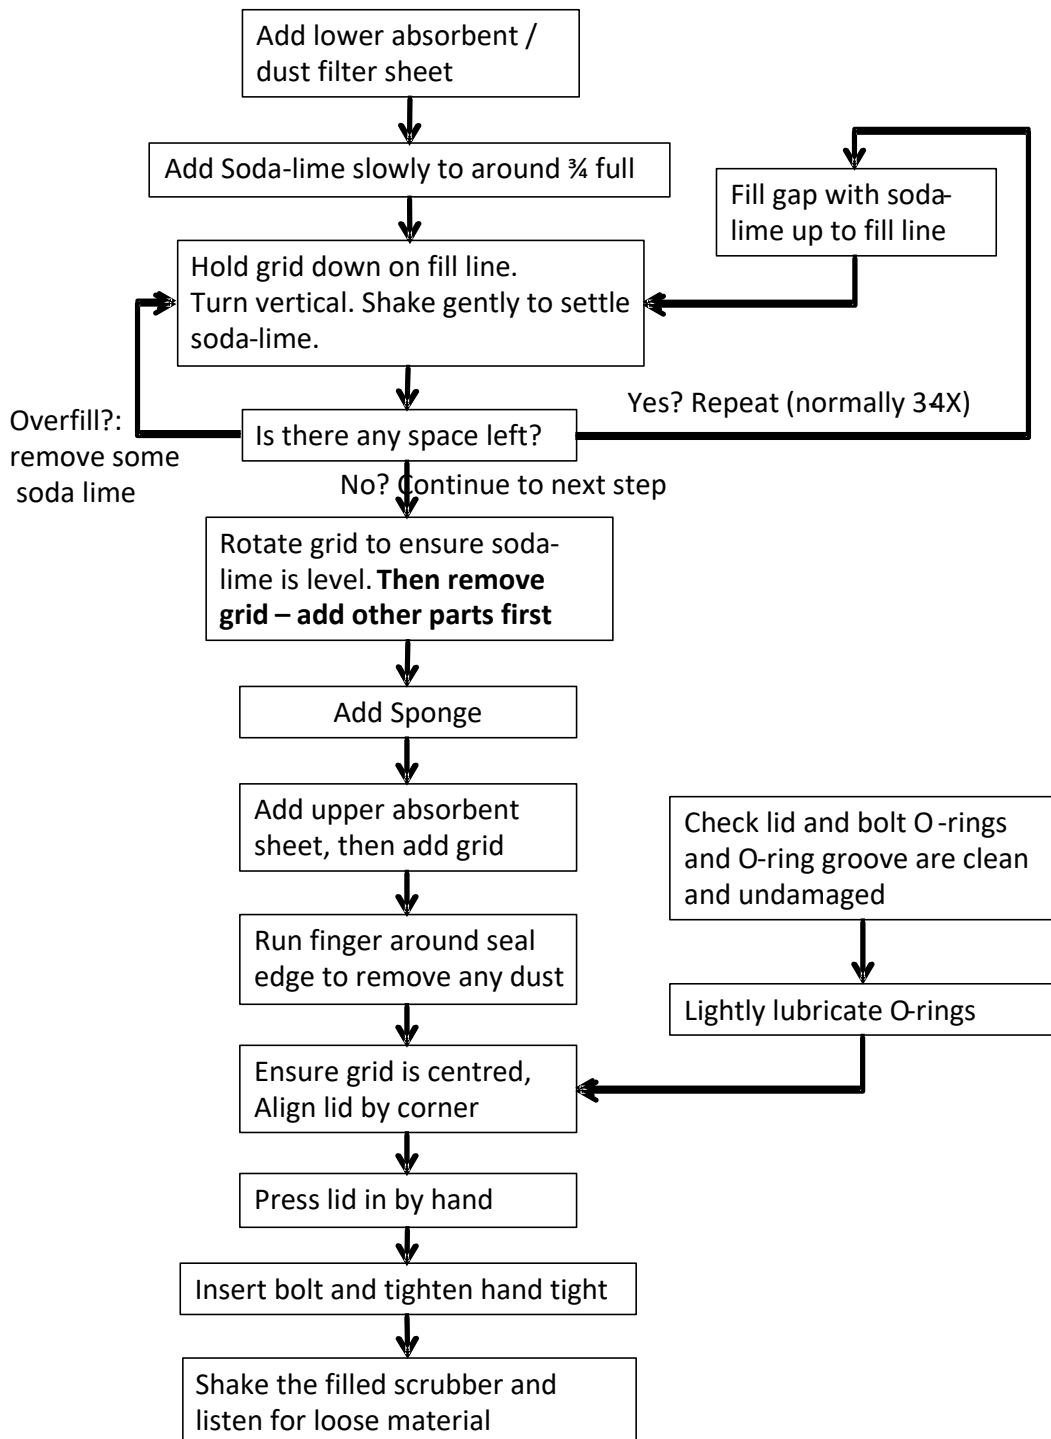 Add lower absorbent /
dust filter sheet
Add Soda-lime slowly to around ¾ full
Fill gap with soda-
lime up to fill line
Hold grid down on fill line.
Turn vertical. Shake gently to settle
soda-lime.
Overfill?:
remove some
soda lime
Is there any space left?
Yes? Repeat (normally 3-4X)
No? Continue to next step
Rotate grid to ensure soda-
lime is level. Then remove
grid – add other parts first
Add Sponge
Add upper absorbent
sheet, then add grid
Check lid and bolt O-rings
and O-ring groove are clean
and undamaged
Run finger around seal
edge to remove any dust
Lightly lubricate O-rings
Ensure grid is centred,
Align lid by corner
Press lid in by hand
Insert bolt and tighten hand tight
Shake the filled scrubber and
listen for loose material